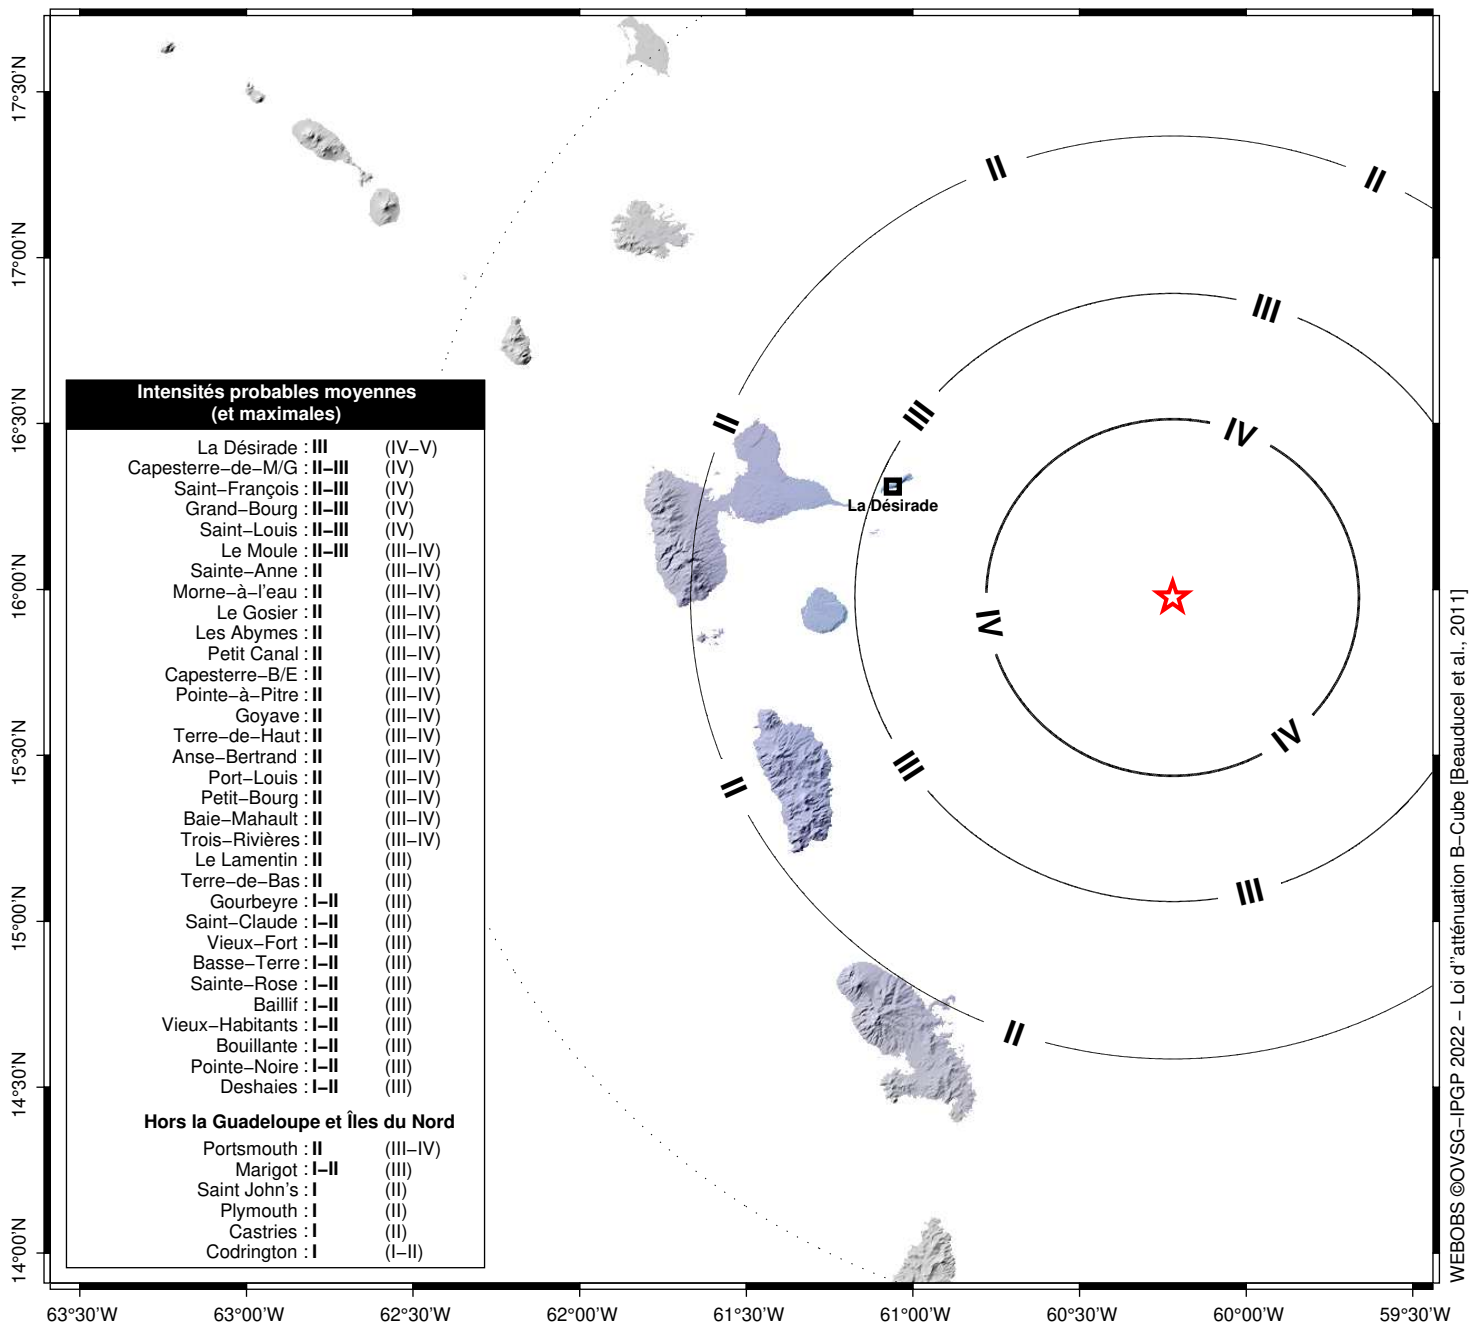 17°30'N
17°00'N
16°30'N
16°00'N
15°30'N
15°00'N
14°30'N
14°00'N
II
II
III
IV
III
II
La Désirade
IV
IV
III
II
III
II
Intensités probables moyennes
(et maximales)
La Désirade : III (IV–V)
Capesterre–de–M/G : II–III (IV)
Saint–François : II–III (IV)
Grand–Bourg : II–III (IV)
Saint–Louis : II–III (IV)
Le Moule : II–III (III–IV)
Sainte–Anne : II (III–IV)
Morne–à–l'eau : II (III–IV)
Le Gosier : II (III–IV)
Les Abymes : II (III–IV)
Petit Canal : II (III–IV)
Capesterre–B/E : II (III–IV)
Pointe–à–Pitre : II (III–IV)
Goyave : II (III–IV)
Terre–de–Haut : II (III–IV)
Anse–Bertrand : II (III–IV)
Port–Louis : II (III–IV)
Petit–Bourg : II (III–IV)
Baie–Mahault : II (III–IV)
Trois–Rivières : II (III–IV)
Le Lamentin : II (III)
Terre–de–Bas : II (III)
Gourbeyre : I–II (III)
Saint–Claude : I–II (III)
Vieux–Fort : I–II (III)
Basse–Terre : I–II (III)
Sainte–Rose : I–II (III)
Baillif : I–II (III)
Vieux–Habitants : I–II (III)
Bouillante : I–II (III)
Pointe–Noire : I–II (III)
Deshaies : I–II (III)
Hors la Guadeloupe et Îles du Nord
Portsmouth : II (III–IV)
Marigot : I–II (III)
Saint John's : I (II)
Plymouth : I (II)
Castries : I (II)
Codrington : I (I–II)
63°30'W
63°00'W
62°30'W
62°00'W
61°30'W
61°00'W
60°30'W
60°00'W
59°30'W
WEBOBS ©OVSG–IPGP 2022 – Loi d''atténuation B–Cube [Beauducel et al., 2011]